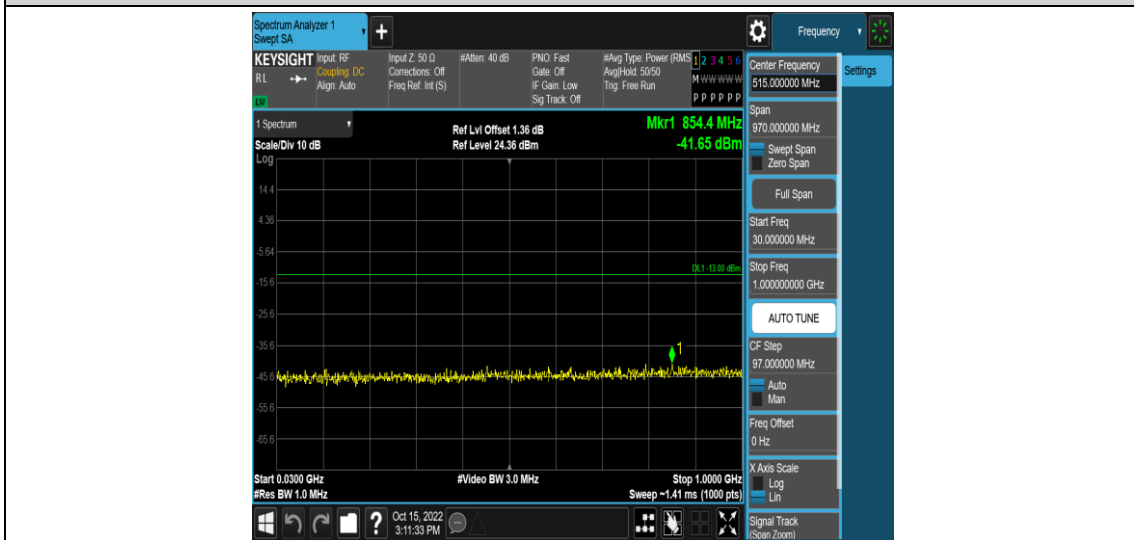 Spectrum Analyzer 1
Swept SA
+
Frequency
KEYSIGHT
RL
LXI
Input: RF
Coupling: DC
Align: Auto
Input Z: 50 Ω
Corrections: Off
Freq Ref: Int (S)
#Atten: 40 dB
PNO: Fast
Gate: Off
IF Gain: Low
Sig Track: Off
#Avg Type: Power (RMS
Avg|Hold: 50/50
Trig: Free Run
1 2 3 4 5 6
M W W W W W
P P P P P P
1 Spectrum
Scale/Div 10 dB
Log
Ref Lvl Offset 1.36 dB
Ref Level 24.36 dBm
Mkr1 854.4 MHz
-41.65 dBm
14.4
4.36
-5.64
DL1 -13.00 dBm
-15.6
-25.6
-35.6
1
-45.6
-55.6
-65.6
Start 0.0300 GHz
#Res BW 1.0 MHz
#Video BW 3.0 MHz
Stop 1.0000 GHz
Sweep ~1.41 ms (1000 pts)
?
Oct 15, 2022
3:11:33 PM
Center Frequency
515.000000 MHz
Settings
Span
970.000000 MHz
Swept Span
Zero Span
Full Span
Start Freq
30.000000 MHz
Stop Freq
1.000000000 GHz
AUTO TUNE
CF Step
97.000000 MHz
Auto
Man
Freq Offset
0 Hz
X Axis Scale
Log
Lin
Signal Track
(Span Zoom)